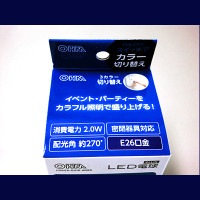 カラー
切り替え
OHM
3カラー
切り替え
イベント・パーティーを
カラフル照明で盛り上げる!
消費電力 2.0W
密閉器具対応
配光角 約270°
E26口金
OHM
LED電球